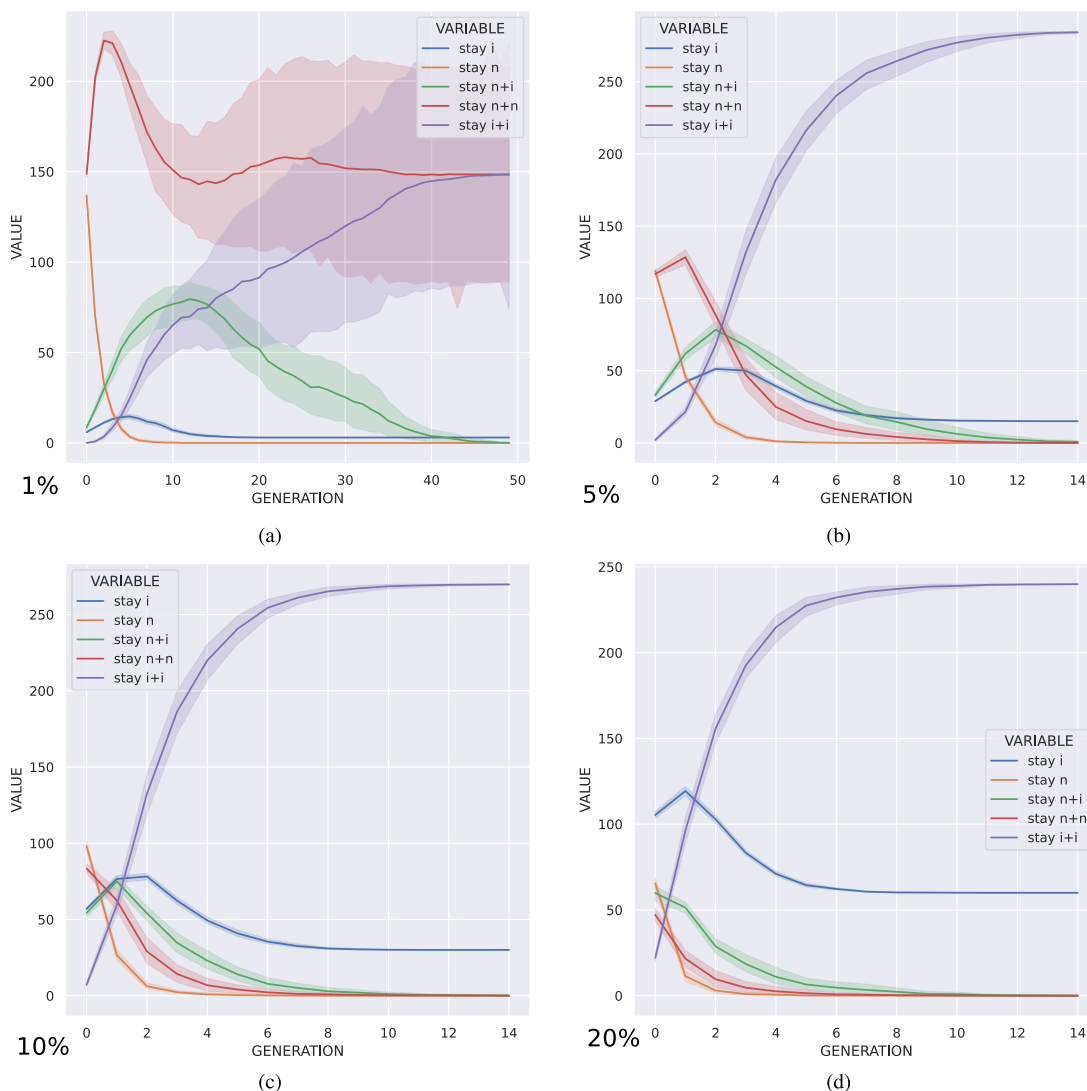 VARIABLE
stay i
stay n
stay n+i
stay n+n
stay i+i
200
150
100
50
0
VALUE
0 10 20 30 40 50
GENERATION
1%
(a)
VARIABLE
stay i
stay n
stay n+i
stay n+n
stay i+i
250
200
150
100
50
0
VALUE
0 2 4 6 8 10 12 14
GENERATION
5%
(b)
VARIABLE
stay i
stay n
stay n+i
stay n+n
stay i+i
250
200
150
100
50
0
VALUE
0 2 4 6 8 10 12 14
GENERATION
10%
(c)
250
200
150
100
50
0
VALUE
VARIABLE
stay i
stay n
stay n+i
stay n+n
stay i+i
0 2 4 6 8 10 12 14
GENERATION
20%
(d)